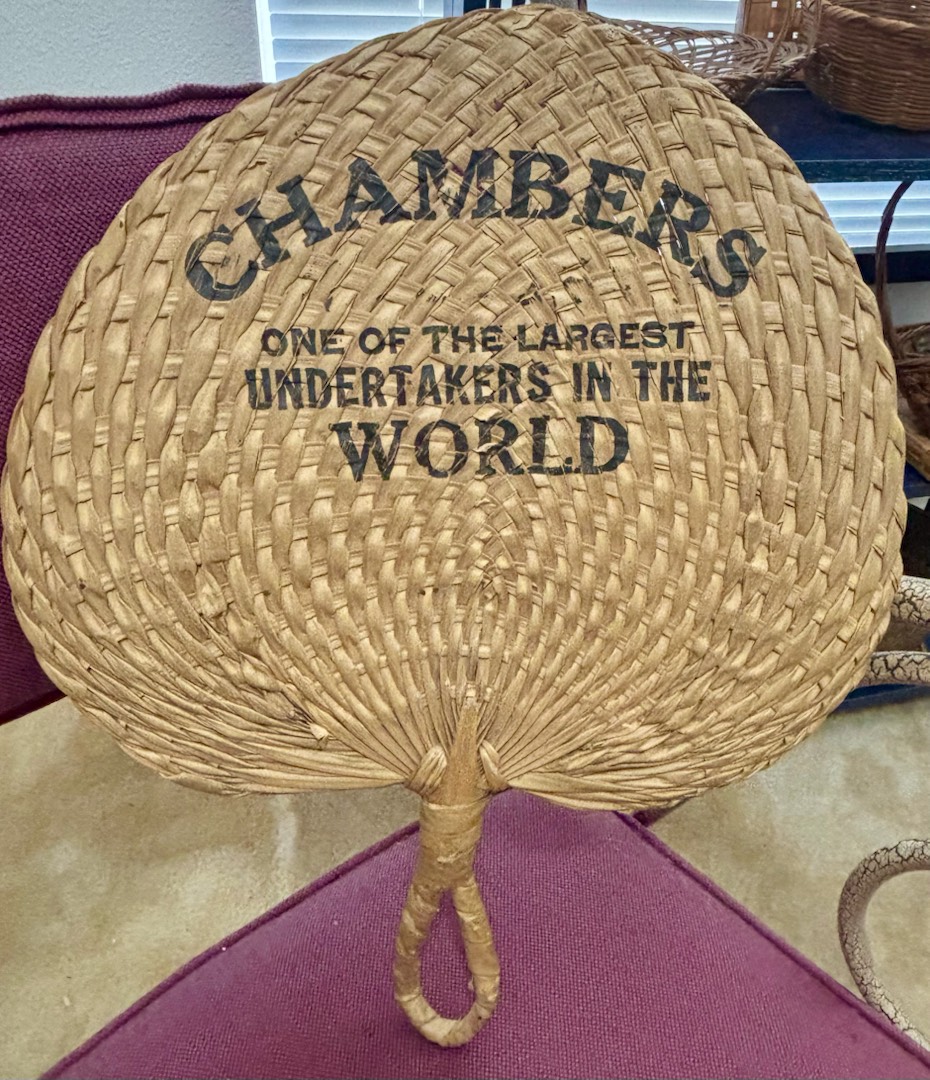 CHAMBERS
ONE OF THE LARGEST
UNDERTAKERS IN THE
WORLD